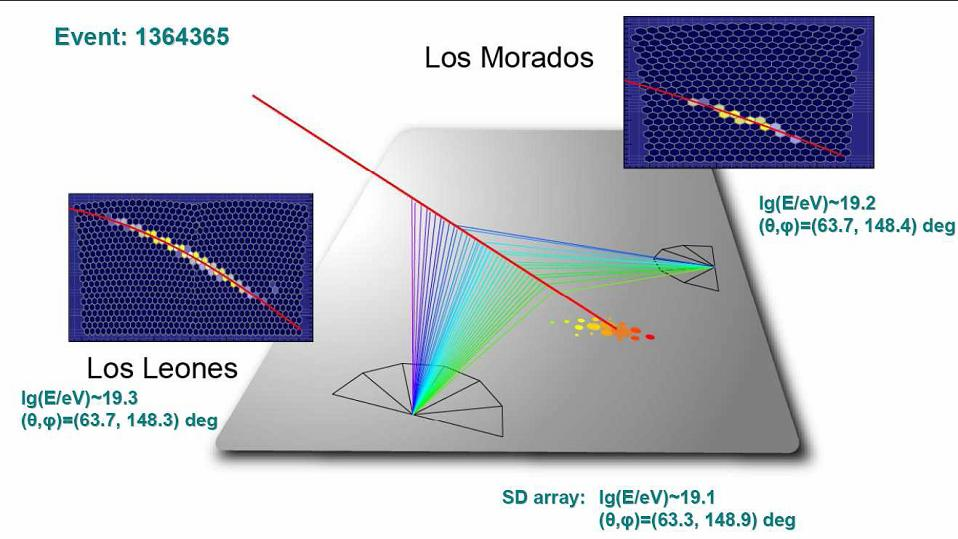 Event: 1364365
Los Morados
lg(E/eV)~19.2
(θ,φ)=(63.7, 148.4) deg
Los Leones
lg(E/eV)~19.3
(θ,φ)=(63.7, 148.3) deg
SD array: lg(E/eV)~19.1
(θ,φ)=(63.3, 148.9) deg